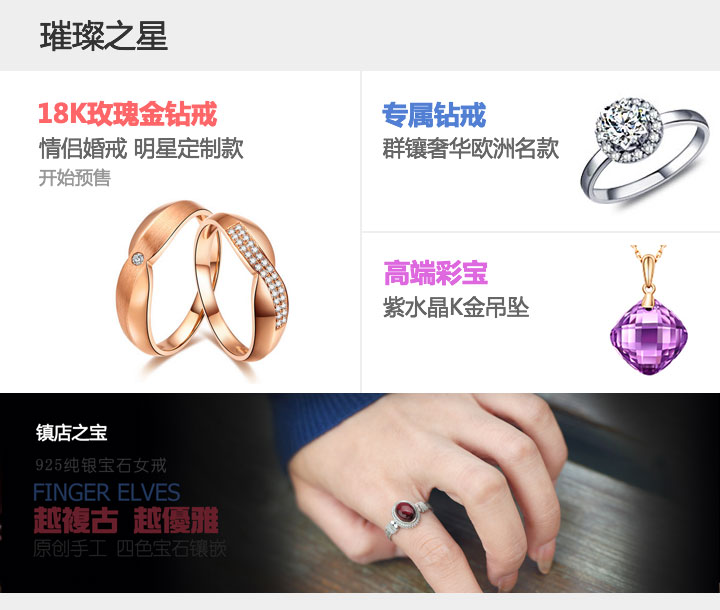 璀璨之星
18K玫瑰金钻戒
情侣婚戒 明星定制款
开始预售
专属钻戒
群镶奢华欧洲名款
高端彩宝
紫水晶K金吊坠
镇店之宝
925纯银宝石女戒
FINGER ELVES
越複古 越優雅
原创手工 四色宝石镶嵌